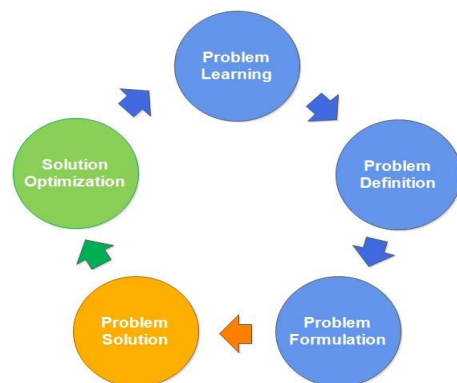 Problem
Learning
Problem
Definition
Problem
Formulation
Problem
Solution
Solution
Optimization